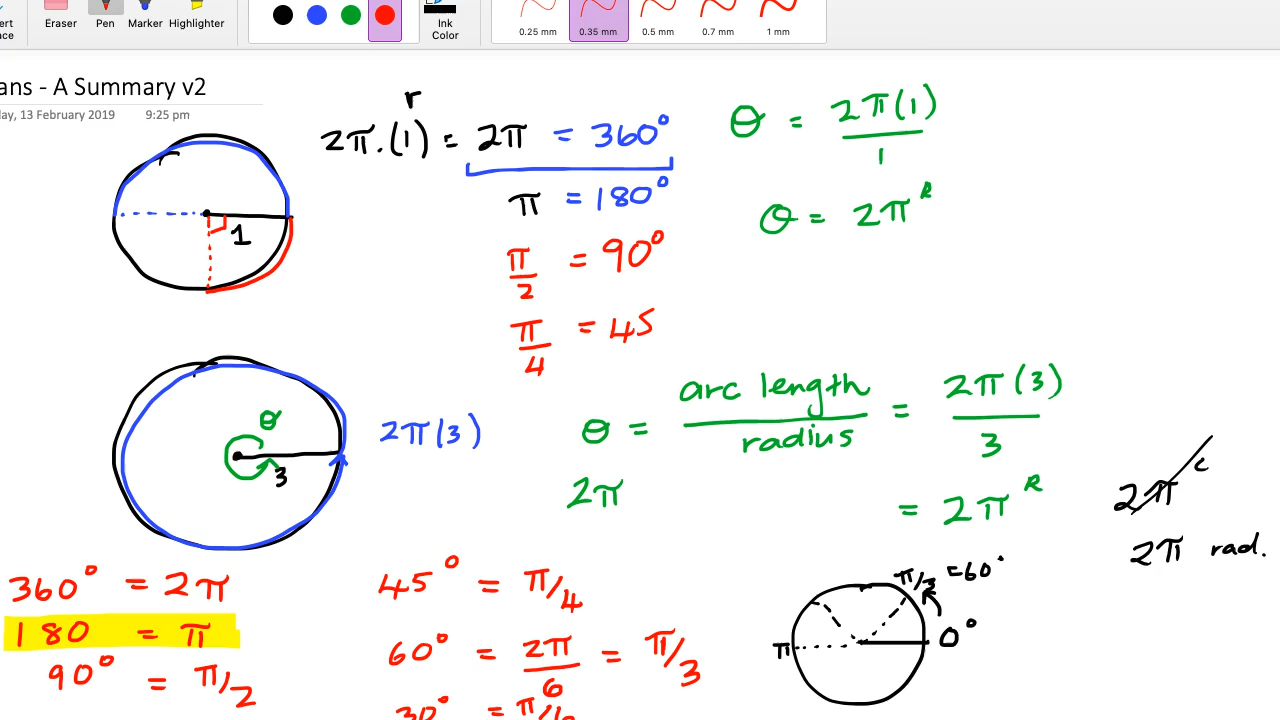 Eraser Pen Marker Highlighter Ink Color 0.25 mm 0.35 mm 0.5 mm 0.7 mm 1 mm
ans - A Summary v2
ay, 13 February 2019 9:25 pm
r
2π.(1) = 2π = 360°
π = 180°
π/2 = 90°
π/4 = 45
1
θ = 2π(1)/1
θ = 2π ᴿ
θ
3
2π(3)
θ = arc length/radius = 2π(3)/3
2π = 2π ᴿ
2π ᶜ
2π rad.
360° = 2π
180 = π
90° = π/2
45° = π/4
60° = 2π/6 = π/3
30° = π/6
π/3 = 60°
π
0°